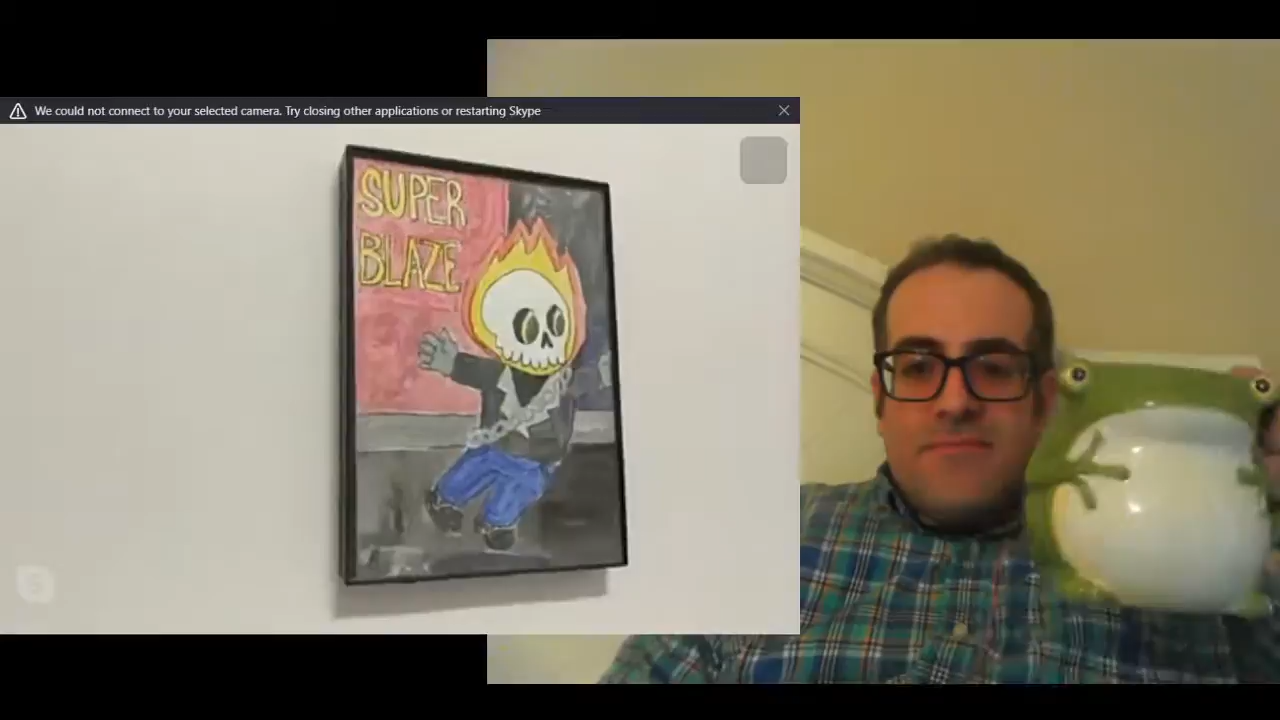 We could not connect to your selected camera. Try closing other applications or restarting Skype
SUPER
BLAZE